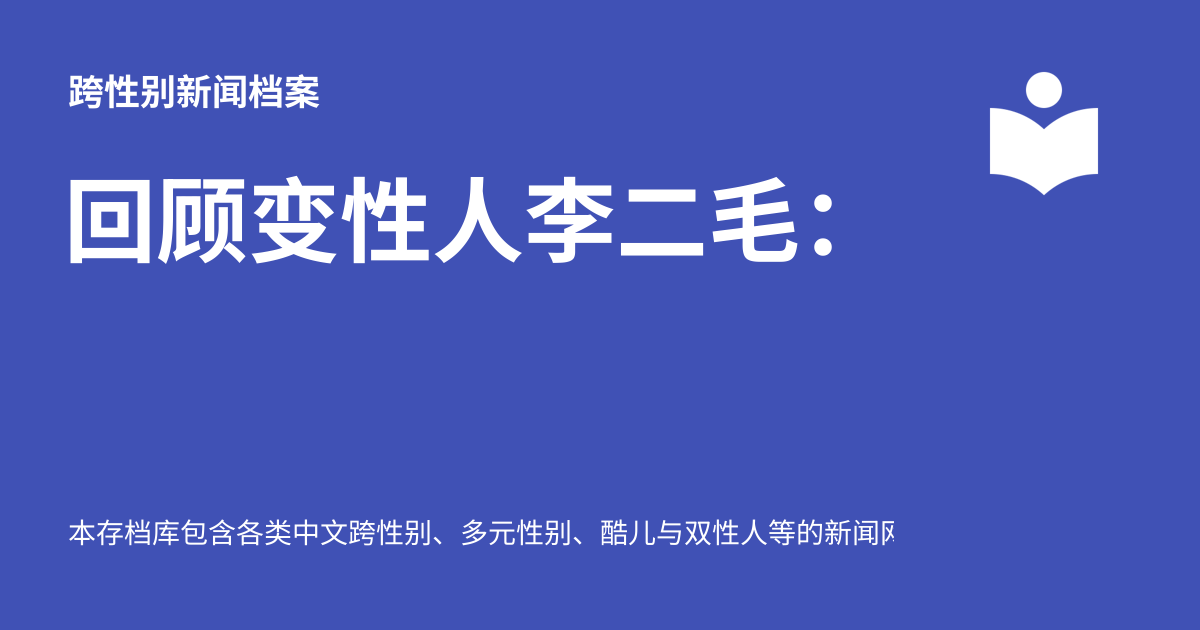 跨性别新闻档案
回顾变性人李二毛：
本存档库包含各类中文跨性别、多元性别、酷儿与双性人等的新闻